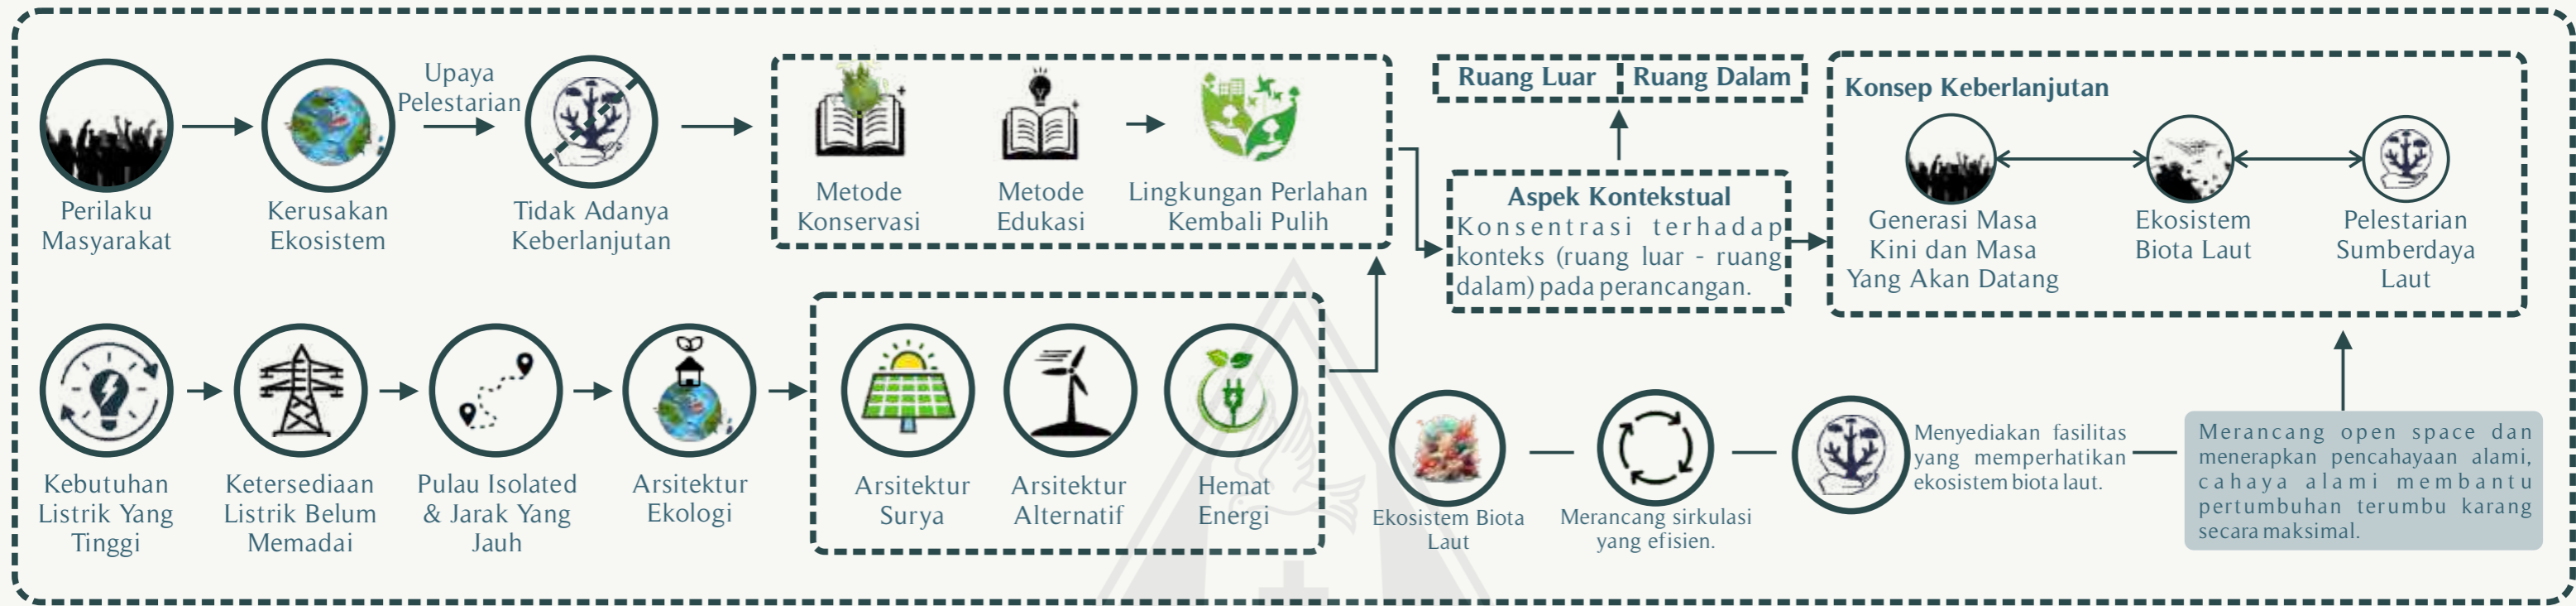 Perilaku
Masyarakat
Kerusakan
Ekosistem
Upaya
Pelestarian
Tidak Adanya
Keberlanjutan
Metode
Konservasi
Metode
Edukasi
Lingkungan Perlahan
Kembali Pulih
Ruang Luar
Ruang Dalam
Aspek Kontekstual
Konsentrasi terhadap
konteks (ruang luar - ruang
dalam) pada perancangan.
Konsep Keberlanjutan
Generasi Masa
Kini dan Masa
Yang Akan Datang
Ekosistem
Biota Laut
Pelestarian
Sumberdaya
Laut
Kebutuhan
Listrik Yang
Tinggi
Ketersediaan
Listrik Belum
Memadai
Pulau Isolated
& Jarak Yang
Jauh
Arsitektur
Ekologi
Arsitektur
Surya
Arsitektur
Alternatif
Hemat
Energi
Ekosistem Biota
Laut
Merancang sirkulasi
yang efisien.
Menyediakan fasilitas
yang memperhatikan
ekosistem biota laut.
Merancang open space dan
menerapkan pencahayaan alami,
cahaya alami membantu
pertumbuhan terumbu karang
secara maksimal.